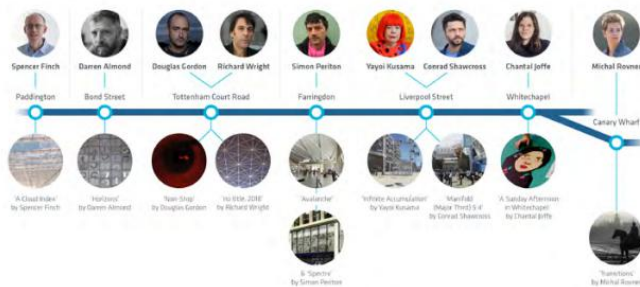 Spencer Finch
Darren Almond
Douglas Gordon
Richard Wright
Simon Periton
Yayoi Kusama
Conrad Shawcross
Chantal Joffe
Michal Rovner
Paddington
Bond Street
Tottenham Court Road
Farringdon
Liverpool Street
Whitechapel
Canary Wharf
'A Cloud Index'
by Spencer Finch
'Horizons'
by Darren Almond
'Non-Stop'
by Douglas Gordon
'no title, 2018'
by Richard Wright
'Avalanche'
'Infinite Accumulation'
by Yayoi Kusama
'Manifold
(Major Third) 5:4'
by Conrad Shawcross
'A Sunday Afternoon
in Whitechapel'
by Chantal Joffe
& 'Spectre'
by Simon Periton
'Transitions'
by Michal Rovner